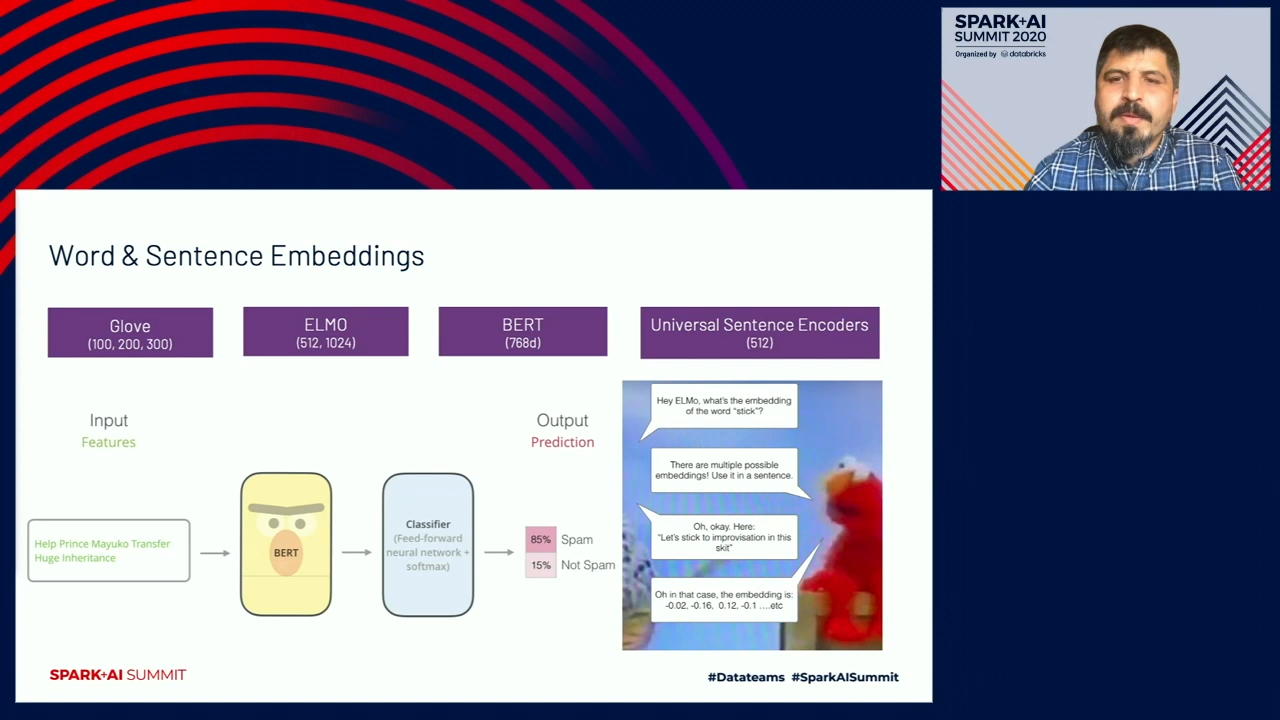 SPARK+AI
SUMMIT 2020
Organized by databricks
Word & Sentence Embeddings
Glove
(100, 200, 300)
ELMO
(512, 1024)
BERT
(768d)
Universal Sentence Encoders
(512)
Input
Features
Output
Prediction
Help Prince Mayuko Transfer
Huge Inheritance
BERT
Classifier
(Feed-forward
neural network +
softmax)
85% Spam
15% Not Spam
Hey ELMo, what's the embedding
of the word "stick"?
There are multiple possible
embeddings! Use it in a sentence.
Oh, okay. Here:
"Let's stick to improvisation in this
skit"
Oh in that case, the embedding is:
-0.02, -0.16, 0.12, -0.1 ....etc
SPARK+AI SUMMIT
#Datateams #SparkAISummit